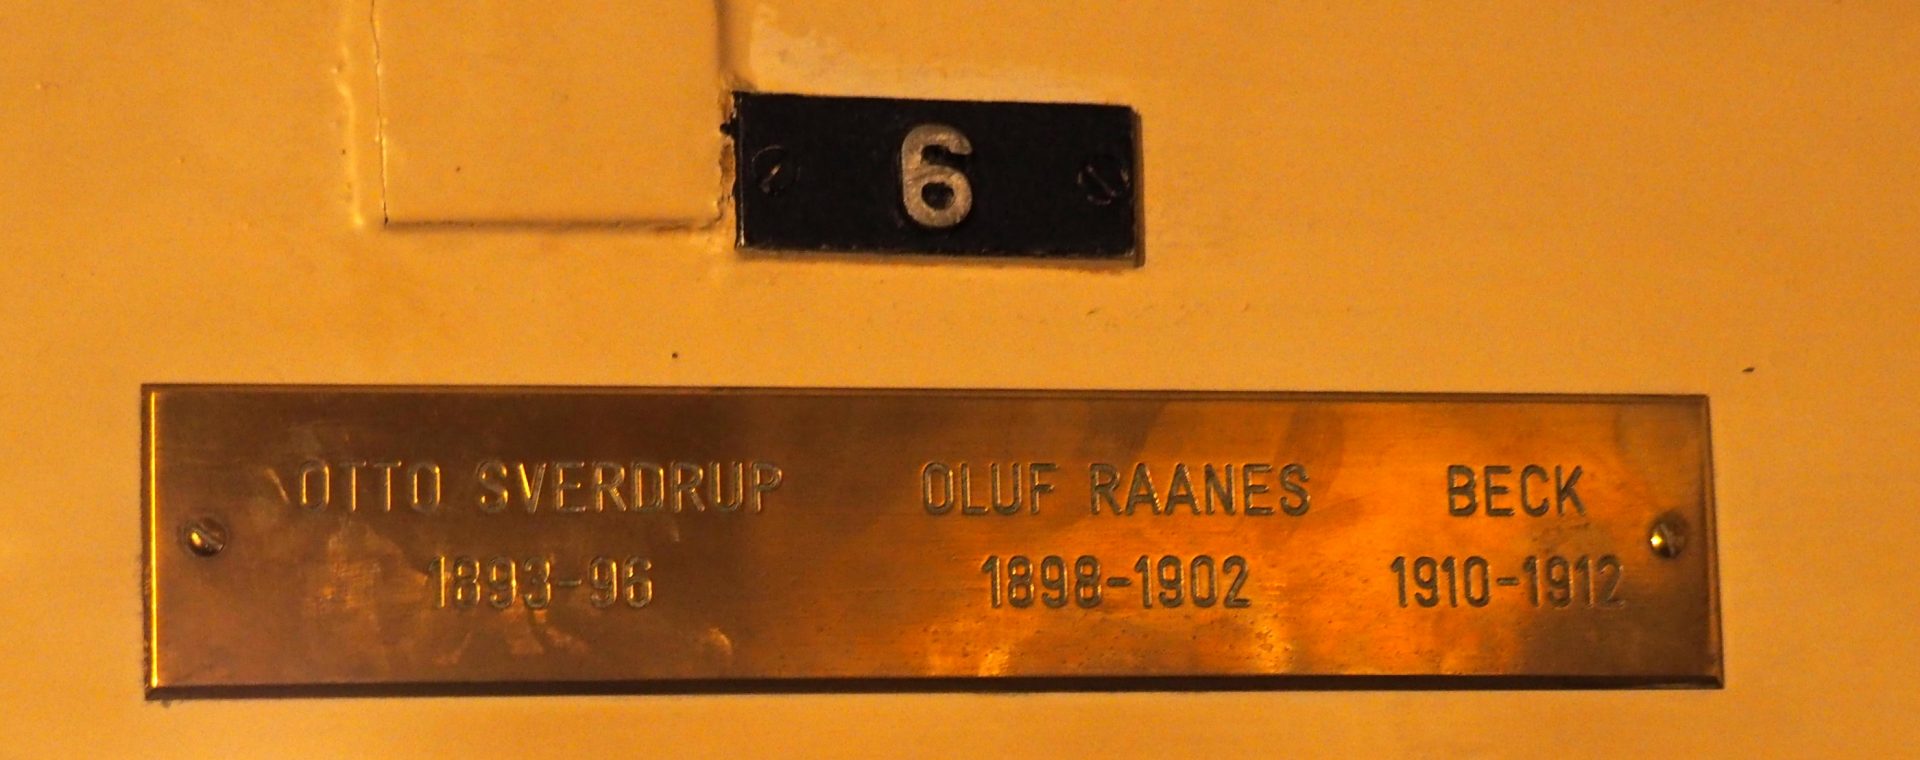 6
OTTO SVERDRUP OLUF RAANES BECK
1893-96 1898-1902 1910-1912